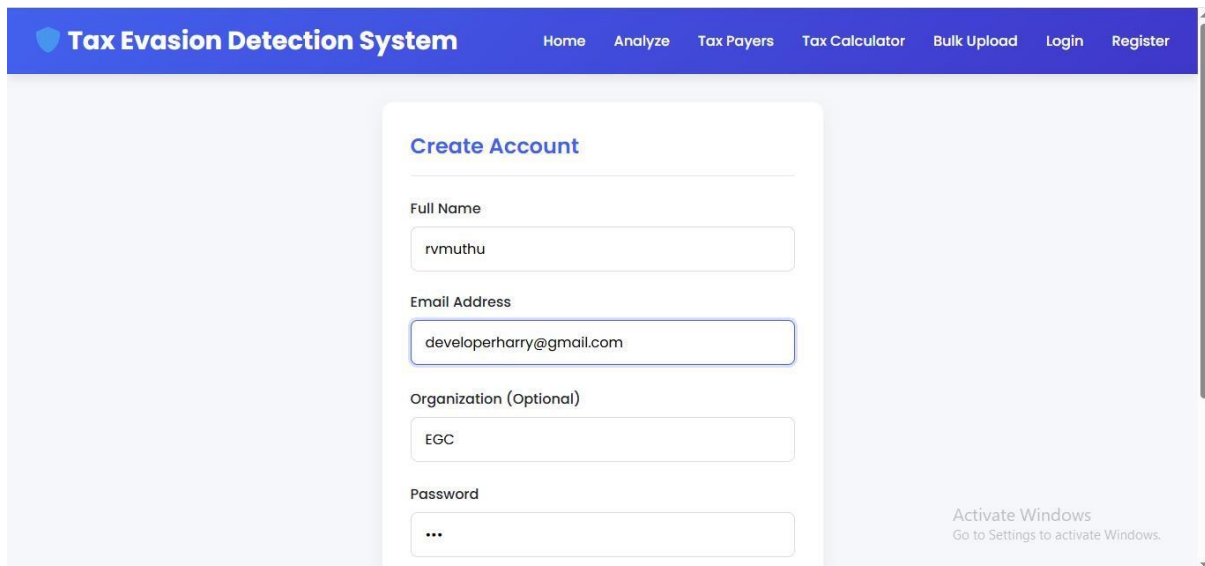 Tax Evasion Detection System Home Analyze Tax Payers Tax Calculator Bulk Upload Login Register
Create Account
Full Name
rvmuthu
Email Address
developerharry@gmail.com
Organization (Optional)
EGC
Password
•••
Activate Windows
Go to Settings to activate Windows.